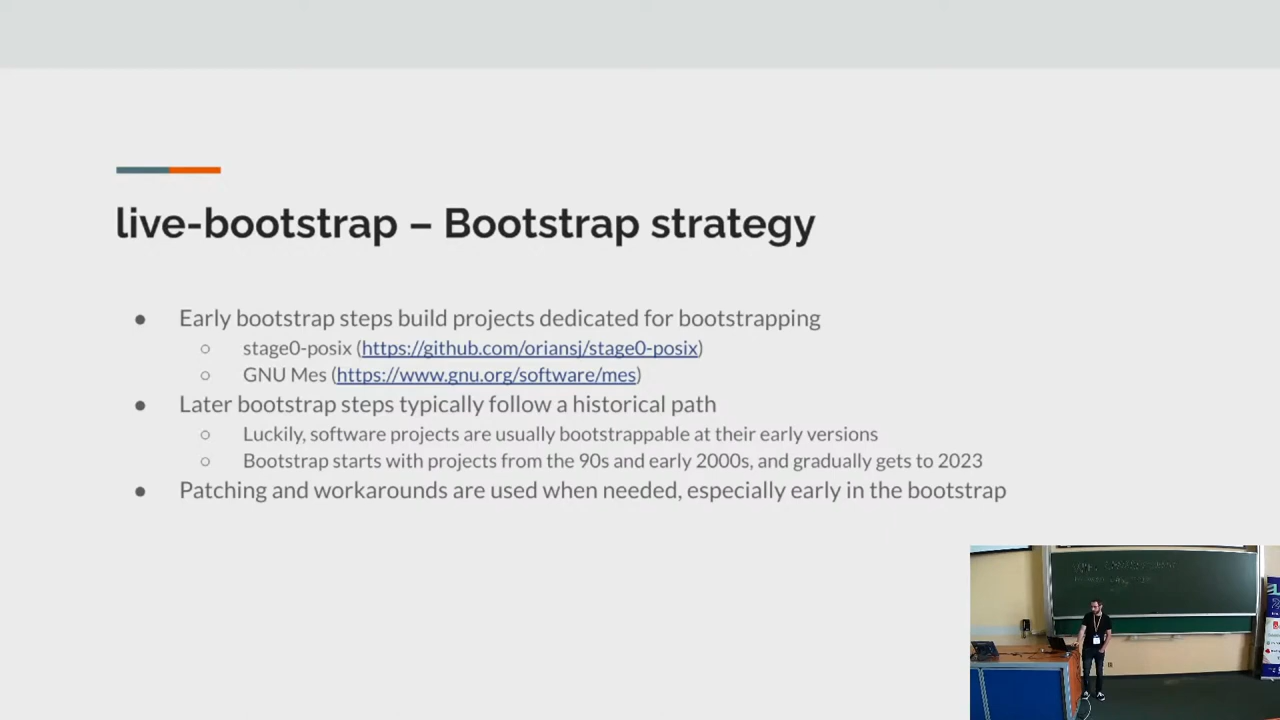 live-bootstrap – Bootstrap strategy
● Early bootstrap steps build projects dedicated for bootstrapping
○ stage0-posix (https://github.com/oriansj/stage0-posix)
○ GNU Mes (https://www.gnu.org/software/mes)
● Later bootstrap steps typically follow a historical path
○ Luckily, software projects are usually bootstrappable at their early versions
○ Bootstrap starts with projects from the 90s and early 2000s, and gradually gets to 2023
● Patching and workarounds are used when needed, especially early in the bootstrap